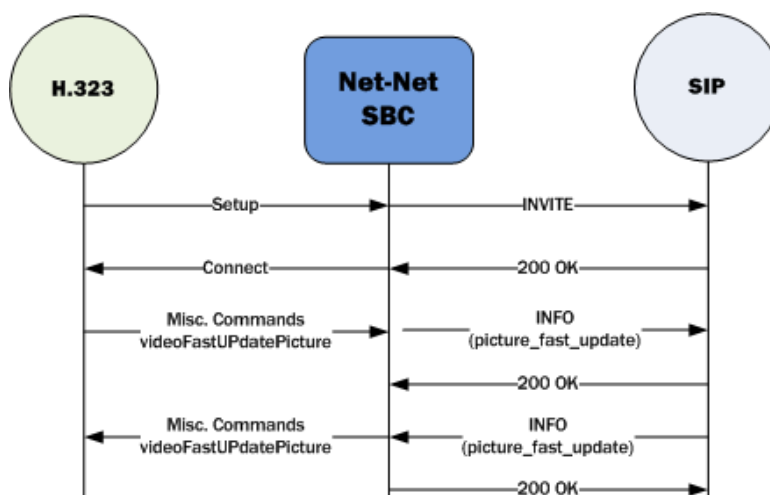 H.323
Net-Net
SBC
SIP
Setup
INVITE
Connect
200 OK
Misc. Commands
videoFastUPdatePicture
INFO
(picture_fast_update)
200 OK
Misc. Commands
videoFastUPdatePicture
INFO
(picture_fast_update)
200 OK